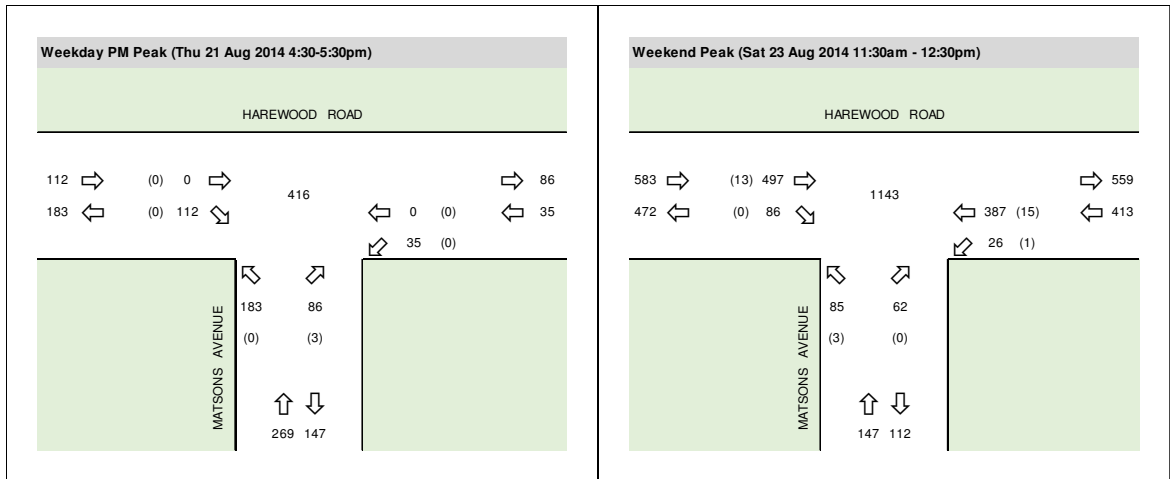 Weekday PM Peak (Thu 21 Aug 2014 4:30-5:30pm)
HAREWOOD ROAD
112 (0) 0
416
86
183 (0) 112
0 (0) 35
35 (0)
183 86
(0) (3)
MATSONS AVENUE
269 147
Weekend Peak (Sat 23 Aug 2014 11:30am - 12:30pm)
HAREWOOD ROAD
583 (13) 497
1143
559
472 (0) 86
387 (15) 413
26 (1)
85 62
(3) (0)
MATSONS AVENUE
147 112